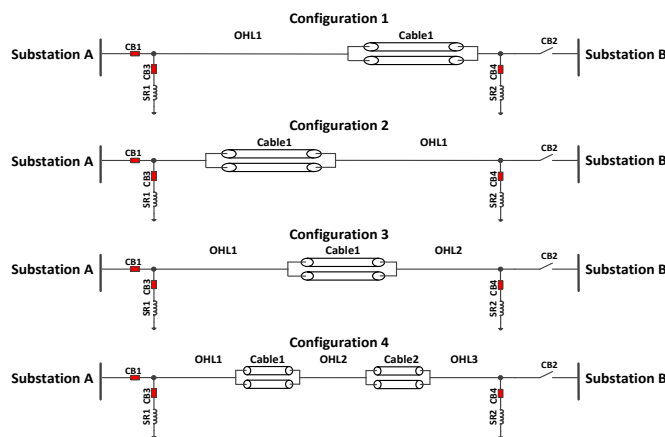 Configuration 1
OHL1 Cable1
Substation A CB1 CB2 Substation B
CB3 CB4
SR1 SR2
Configuration 2
Cable1 OHL1
Substation A CB1 CB2 Substation B
CB3 CB4
SR1 SR2
Configuration 3
OHL1 Cable1 OHL2
Substation A CB1 CB2 Substation B
CB3 CB4
SR1 SR2
Configuration 4
OHL1 Cable1 OHL2 Cable2 OHL3
Substation A CB1 CB2 Substation B
CB3 CB4
SR1 SR2